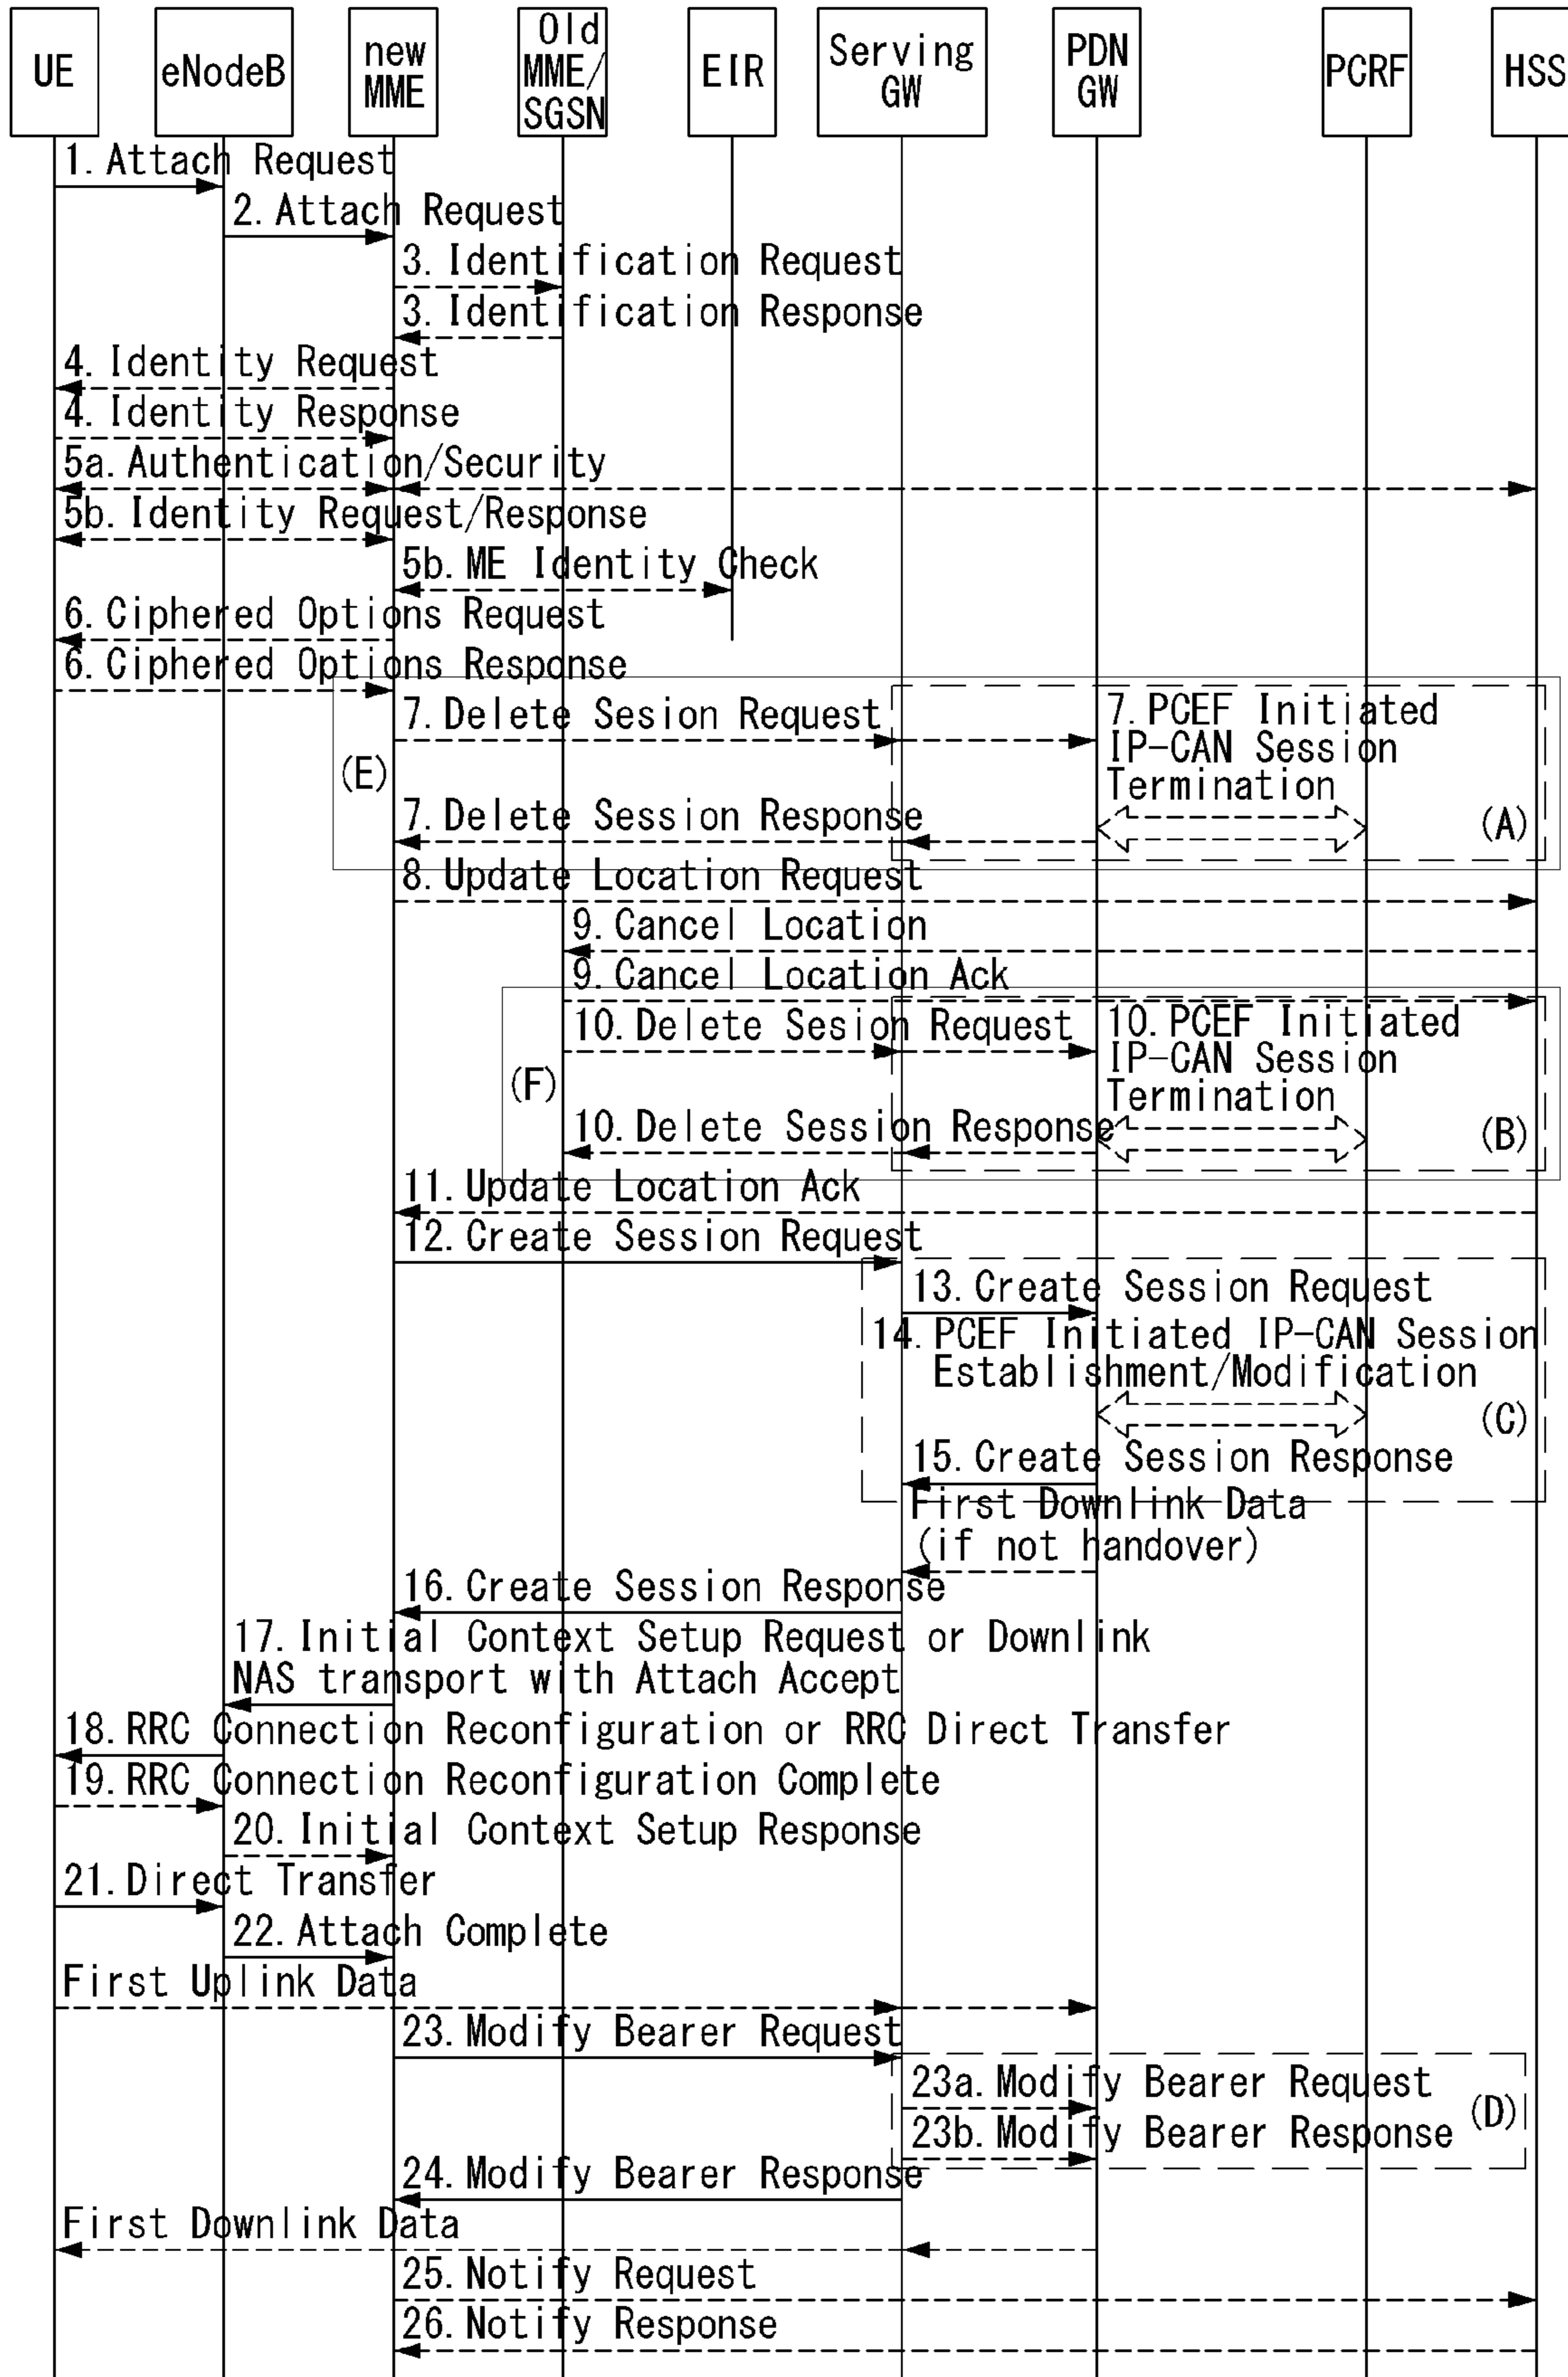 UE
eNodeB
new
MME
Old
MME/
SGSN
EIR
Serving
GW
PDN
GW
PCRF
HSS
1. Attach Request
2. Attach Request
3. Identification Request
3. Identification Response
4. Identity Request
4. Identity Response
5a. Authentication/Security
5b. Identity Request/Response
5b. ME Identity Check
6. Ciphered Options Request
6. Ciphered Options Response
7. Delete Sesion Request
7. PCEF Initiated
IP-CAN Session
Termination
(E)
7. Delete Session Response
(A)
8. Update Location Request
9. Cancel Location
9. Cancel Location Ack
10. Delete Sesion Request
10. PCEF Initiated
IP-CAN Session
Termination
(F)
10. Delete Session Response
(B)
11. Update Location Ack
12. Create Session Request
13. Create Session Request
14. PCEF Initiated IP-CAN Session
Establishment/Modification
(C)
15. Create Session Response
First Downlink Data
(if not handover)
16. Create Session Response
17. Initial Context Setup Request or Downlink
NAS transport with Attach Accept
18. RRC Connection Reconfiguration or RRC Direct Transfer
19. RRC Connection Reconfiguration Complete
20. Initial Context Setup Response
21. Direct Transfer
22. Attach Complete
First Uplink Data
23. Modify Bearer Request
23a. Modify Bearer Request
(D)
23b. Modify Bearer Response
24. Modify Bearer Response
First Downlink Data
25. Notify Request
26. Notify Response